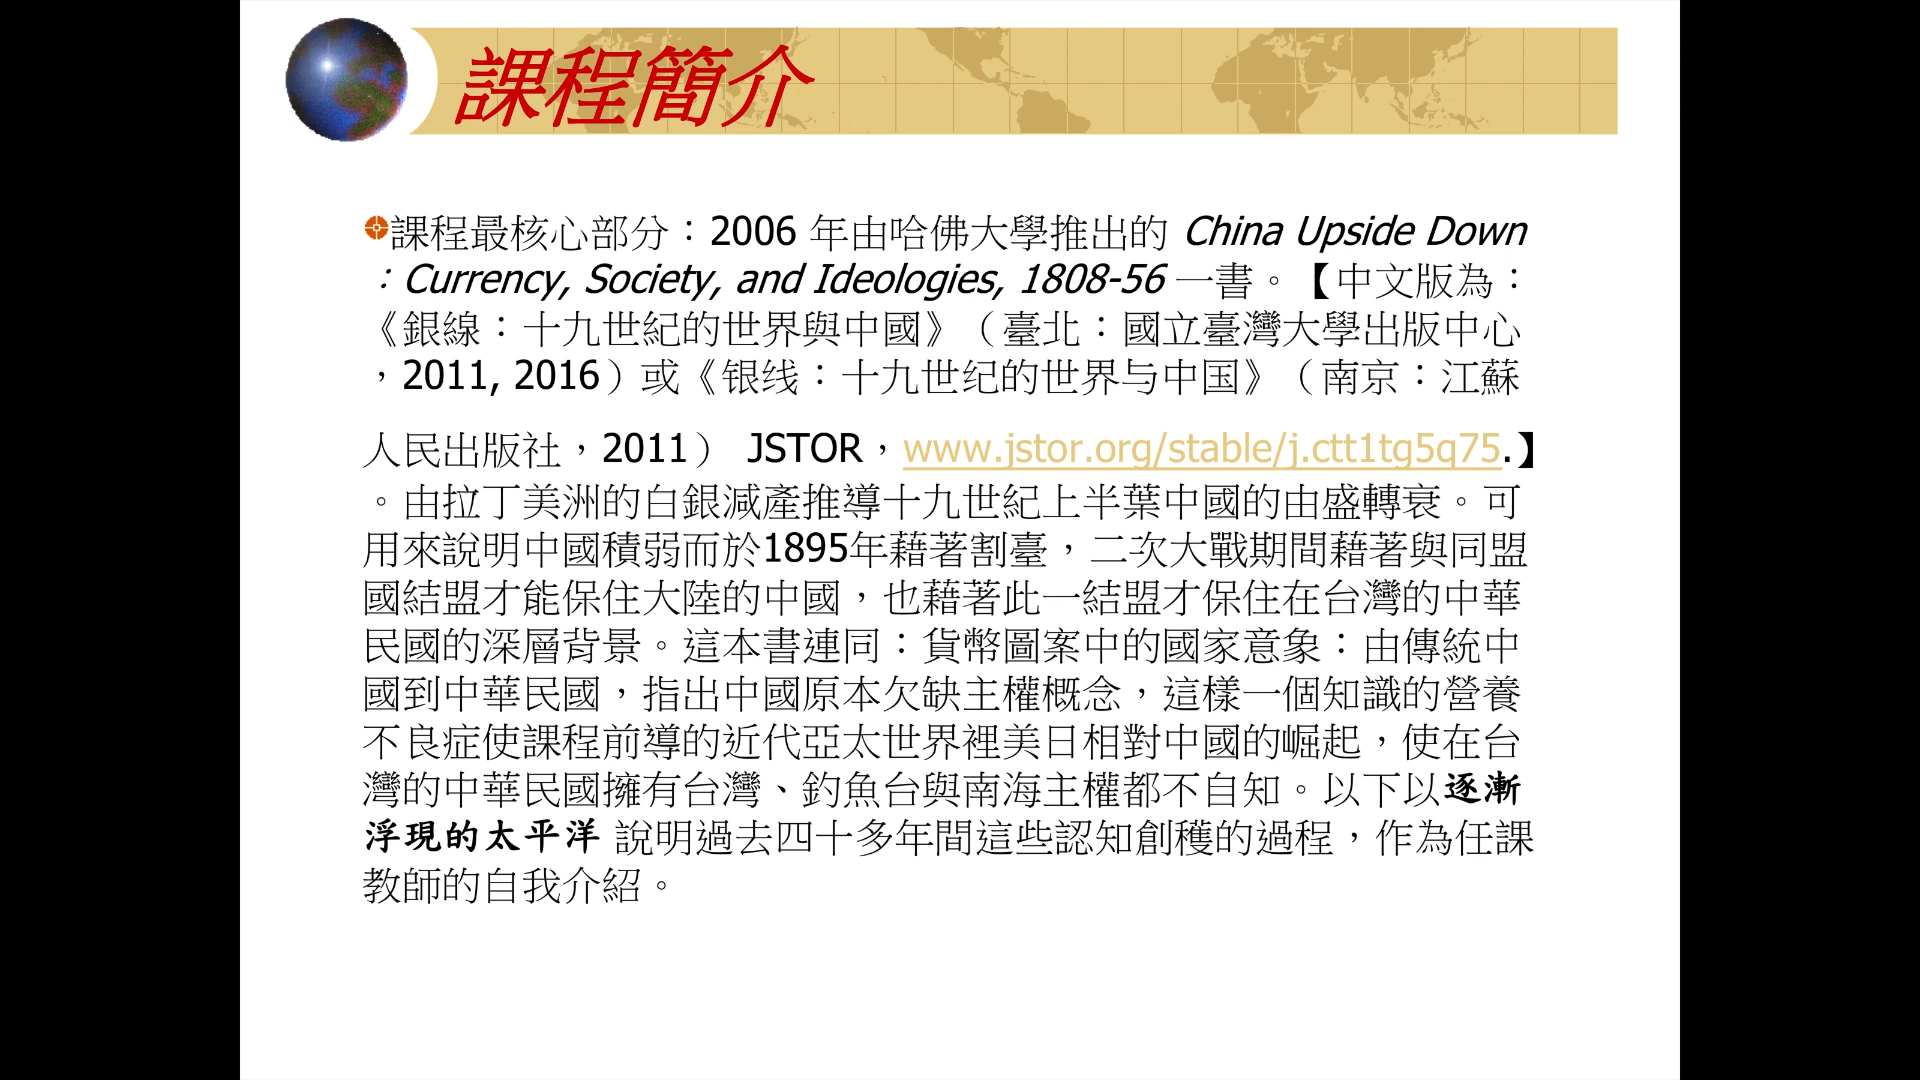 課程簡介
課程最核心部分：2006 年由哈佛大學推出的 China Upside Down
：Currency, Society, and Ideologies, 1808-56 一書。【中文版為：
《銀線：十九世紀的世界與中國》（臺北：國立臺灣大學出版中心
，2011, 2016）或《银线：十九世纪的世界与中国》（南京：江蘇
人民出版社，2011） JSTOR，www.jstor.org/stable/j.ctt1tg5q75.】
。由拉丁美洲的白銀減產推導十九世紀上半葉中國的由盛轉衰。可
用來說明中國積弱而於1895年藉著割臺，二次大戰期間藉著與同盟
國結盟才能保住大陸的中國，也藉著此一結盟才保住在台灣的中華
民國的深層背景。這本書連同：貨幣圖案中的國家意象：由傳統中
國到中華民國，指出中國原本欠缺主權概念，這樣一個知識的營養
不良症使課程前導的近代亞太世界裡美日相對中國的崛起，使在台
灣的中華民國擁有台灣、釣魚台與南海主權都不自知。以下以逐漸
浮現的太平洋 說明過去四十多年間這些認知創穫的過程，作為任課
教師的自我介紹。